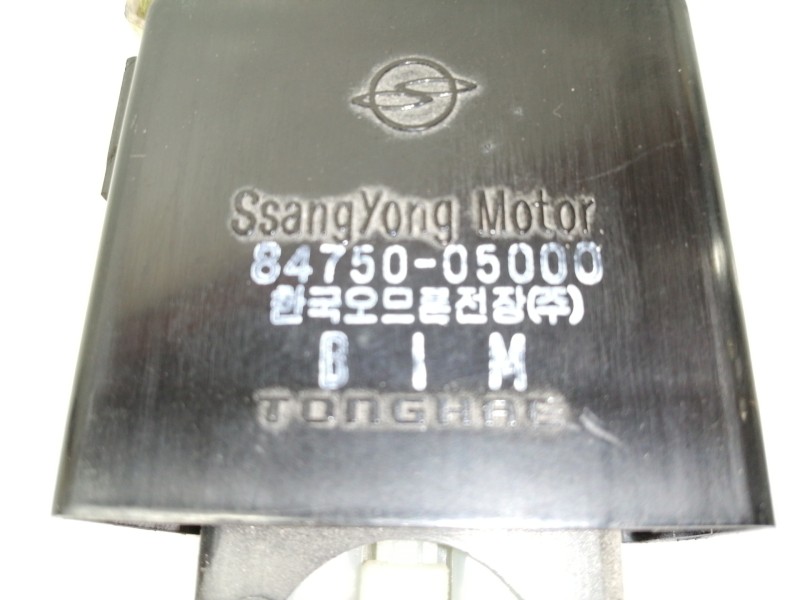 SsangYong Motor
84750-05000
한국오므론전장(주)
B I M
TONGHAE